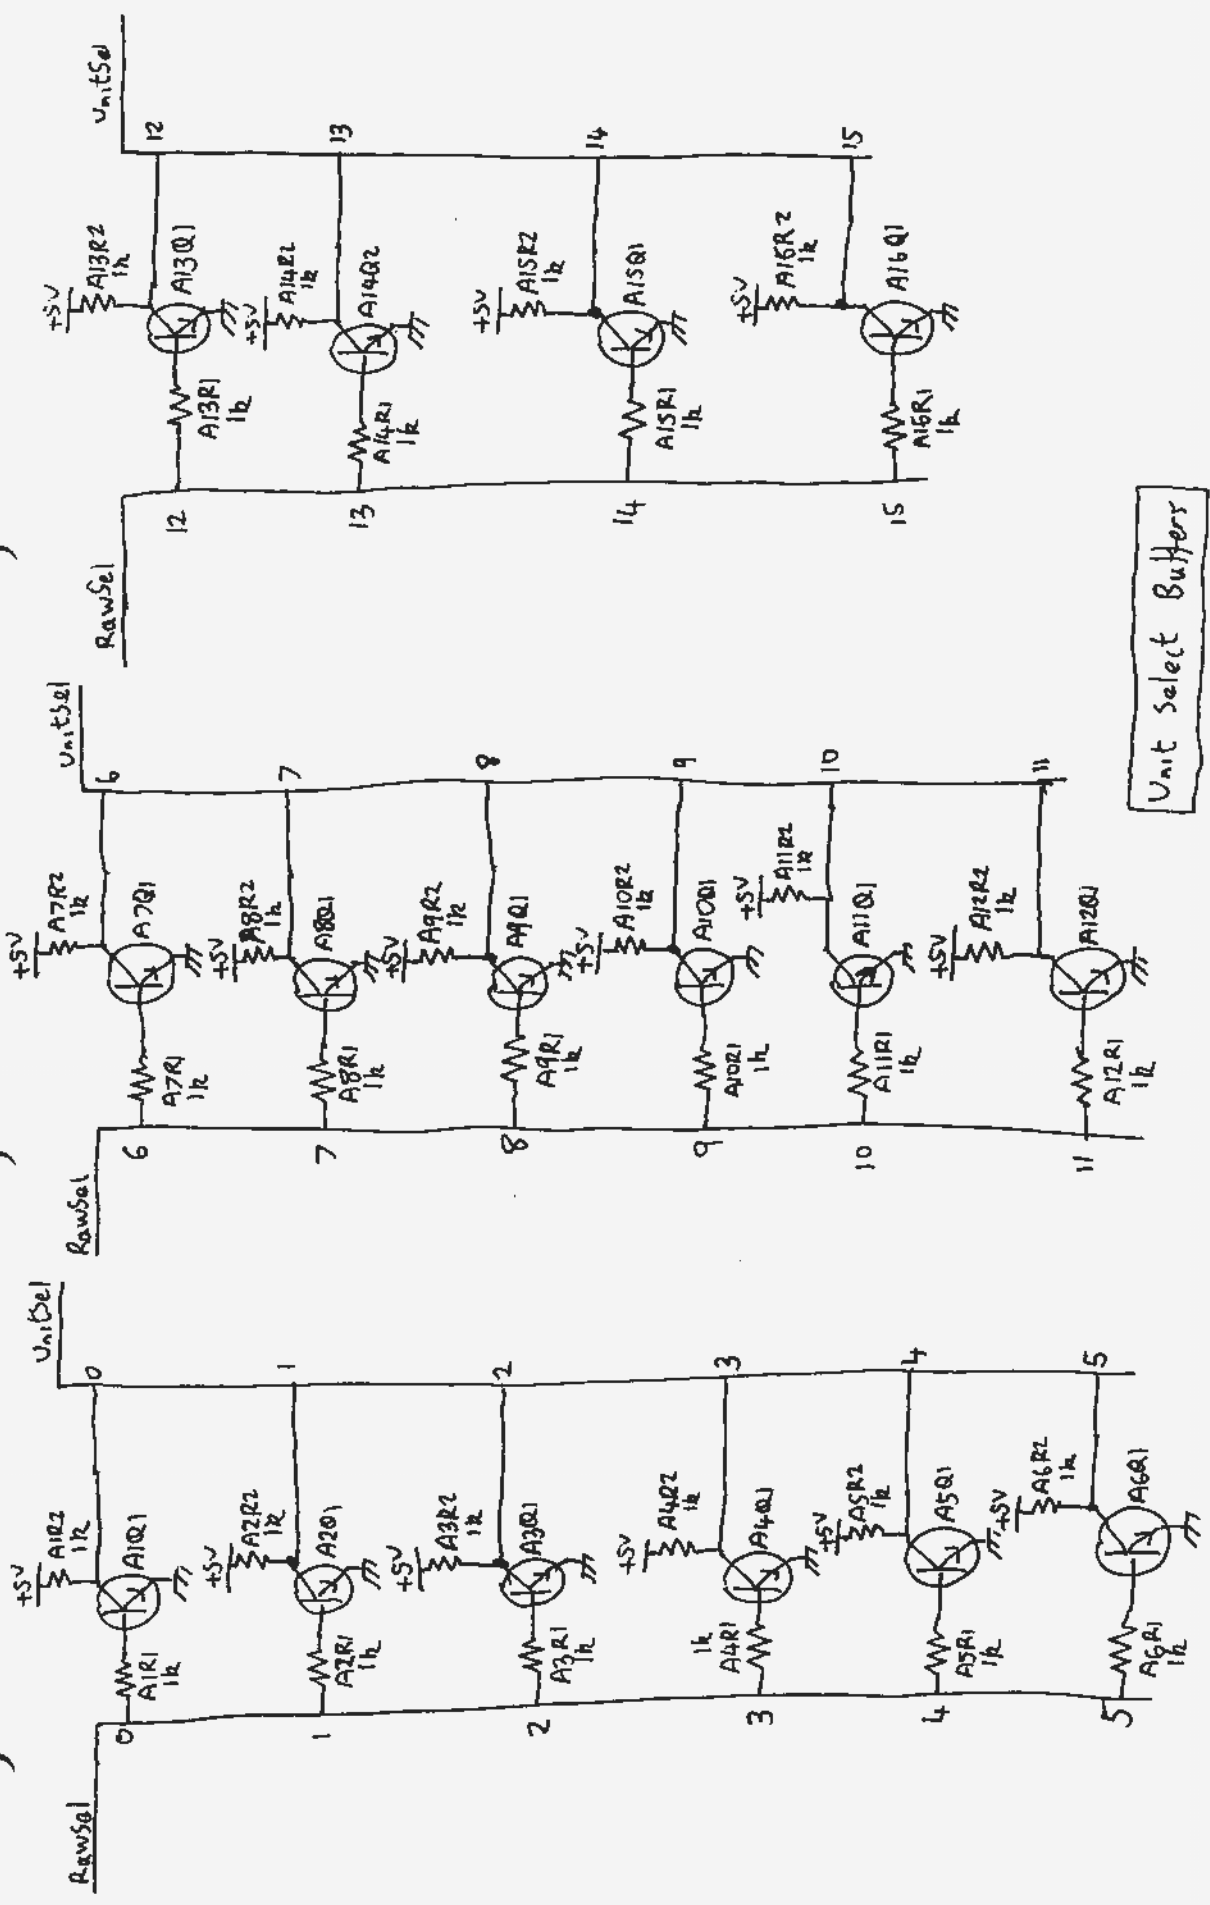 RawSel
UnitSel
0
+5V
A1R2
1k
A1Q1
A1R1
1k
0
1
+5V
A2R2
1k
A2Q1
A2R1
1k
1
2
+5V
A3R2
1k
A3Q1
A3R1
1k
2
3
+5V
A4R2
1k
A4Q1
1k
A4R1
3
4
+5V
A5R2
1k
A5Q1
A5R1
1k
4
5
+5V
A6R2
1k
A6Q1
A6R1
1k
5
RawSel
UnitSel
6
+5V
A7R2
1k
A7Q1
A7R1
1k
6
7
+5V
A8R2
1k
A8Q1
A8R1
1k
7
8
+5V
A9R2
1k
A9Q1
A9R1
1k
8
9
+5V
A10R2
1k
A10Q1
A10R1
1k
9
10
+5V
A11R2
1k
A11Q1
A11R1
1k
10
11
+5V
A12R2
1k
A12Q1
A12R1
1k
11
RawSel
UnitSel
12
+5V
A13R2
1k
A13Q1
A13R1
1k
12
13
+5V
A14R2
1k
A14Q2
A14R1
1k
13
14
+5V
A15R2
1k
A15Q1
A15R1
1k
14
15
+5V
A16R2
1k
A16Q1
A16R1
1k
15
Unit Select Buffers